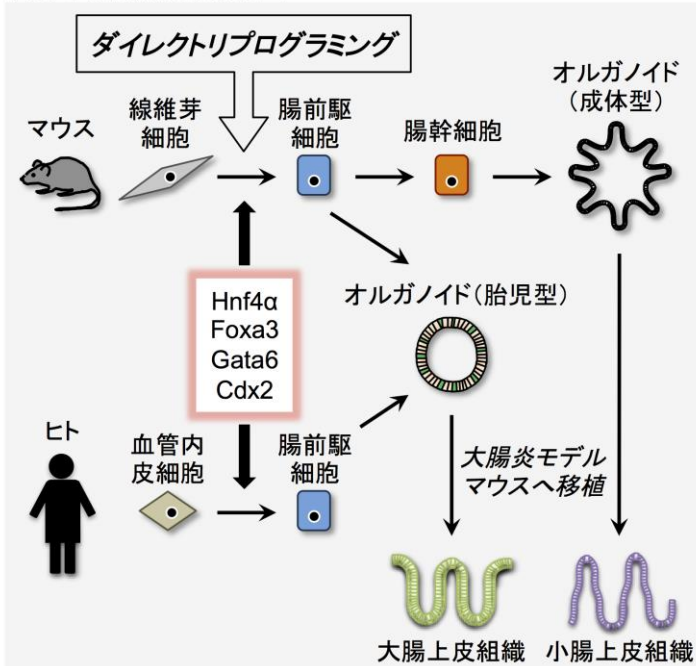 ダイレクトリプログラミング
マウス
線維芽
細胞
腸前駆
細胞
腸幹細胞
オルガノイド
(成体型)
Hnf4α
Foxa3
Gata6
Cdx2
オルガノイド(胎児型)
ヒト
血管内
皮細胞
腸前駆
細胞
大腸炎モデル
マウスへ移植
大腸上皮組織
小腸上皮組織